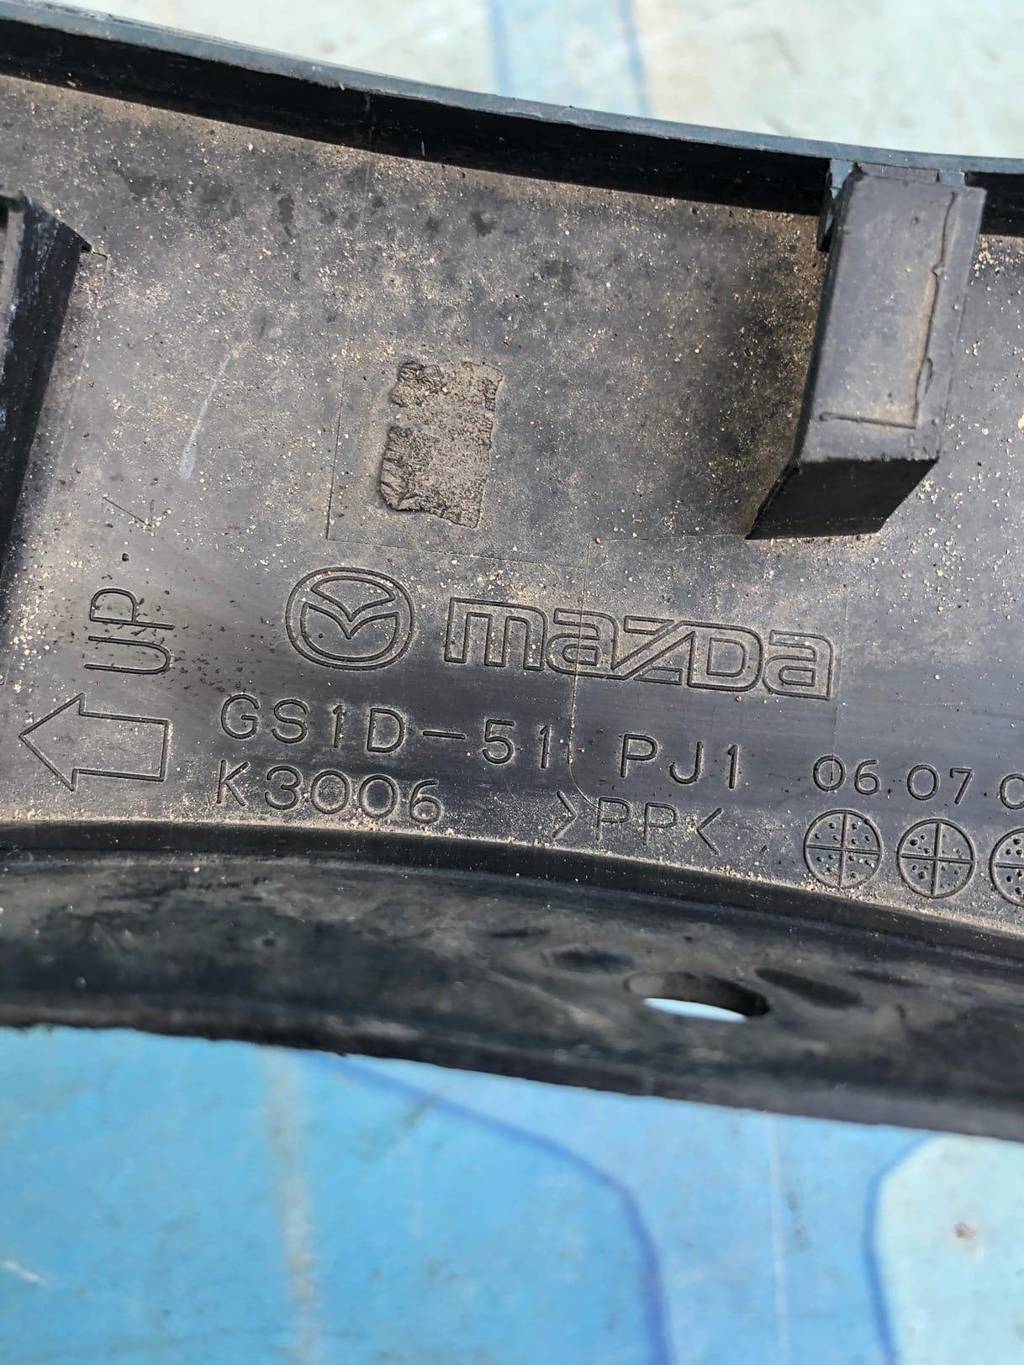 UP
mazda
GS1D-51 PJ1
K3006
>PP<
06 07